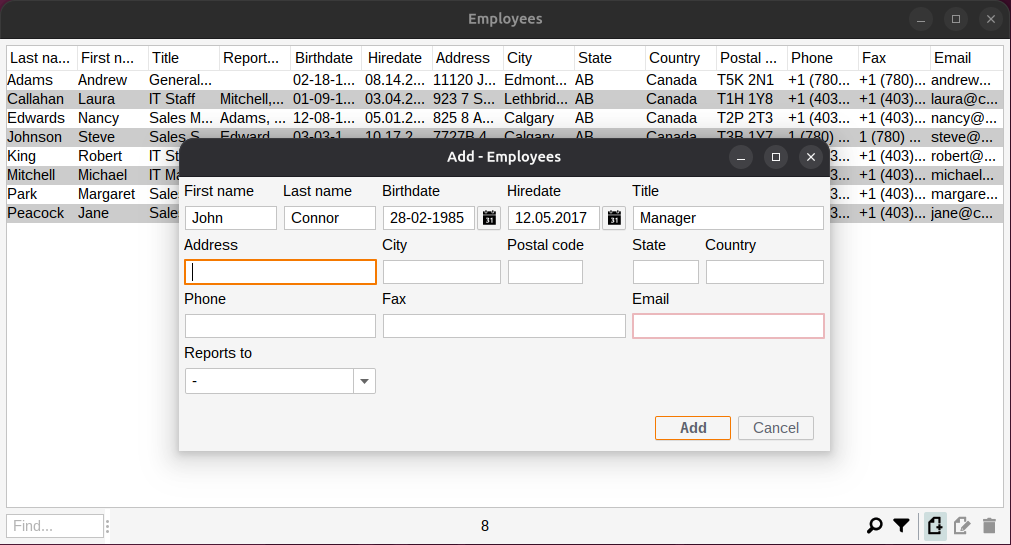 Employees
Last na... First n... Title Report... Birthdate Hiredate Address City State Country Postal ... Phone Fax Email
Adams Andrew General... 02-18-1... 08.14.2... 11120 J... Edmont... AB Canada T5K 2N1 +1 (780... +1 (780)... andrew...
Callahan Laura IT Staff Mitchell,... 01-09-1... 03.04.2... 923 7 S... Lethbrid... AB Canada T1H 1Y8 +1 (403... +1 (403)... laura@c...
Edwards Nancy Sales M... Adams, ... 12-08-1... 05.01.2... 825 8 A... Calgary AB Canada T2P 2T3 +1 (403... +1 (403)... nancy@...
Johnson Steve Sales S... Edward... 03-03-1... 10.17.2... 7727B 4... Calgary AB Canada T3B 1Y7 1 (780) ... 1 (780) ... steve@...
King Robert IT St 3... +1 (403)... robert@...
Mitchell Michael IT Ma 3... +1 (403)... michael...
Park Margaret Sale 3... +1 (403)... margare...
Peacock Jane Sale 3... +1 (403)... jane@c...
Add - Employees
First name Last name Birthdate Hiredate Title
John Connor 28-02-1985 31 12.05.2017 31 Manager
Address City Postal code State Country
Phone Fax Email
Reports to
-
Add Cancel
Find... 8